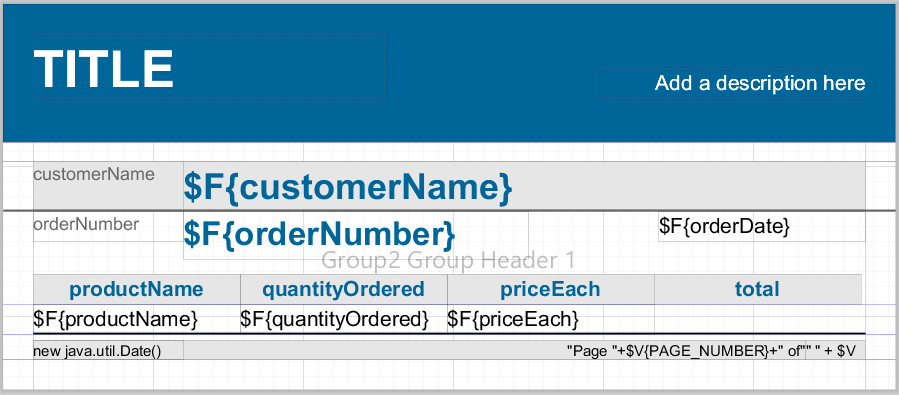 TITLE
Add a description here
customerName $F{customerName}
orderNumber $F{orderNumber} $F{orderDate}
Group2 Group Header 1
productName quantityOrdered priceEach total
$F{productName} $F{quantityOrdered} $F{priceEach}
new java.util.Date() "Page "+$V{PAGE_NUMBER}+" of"" " + $V